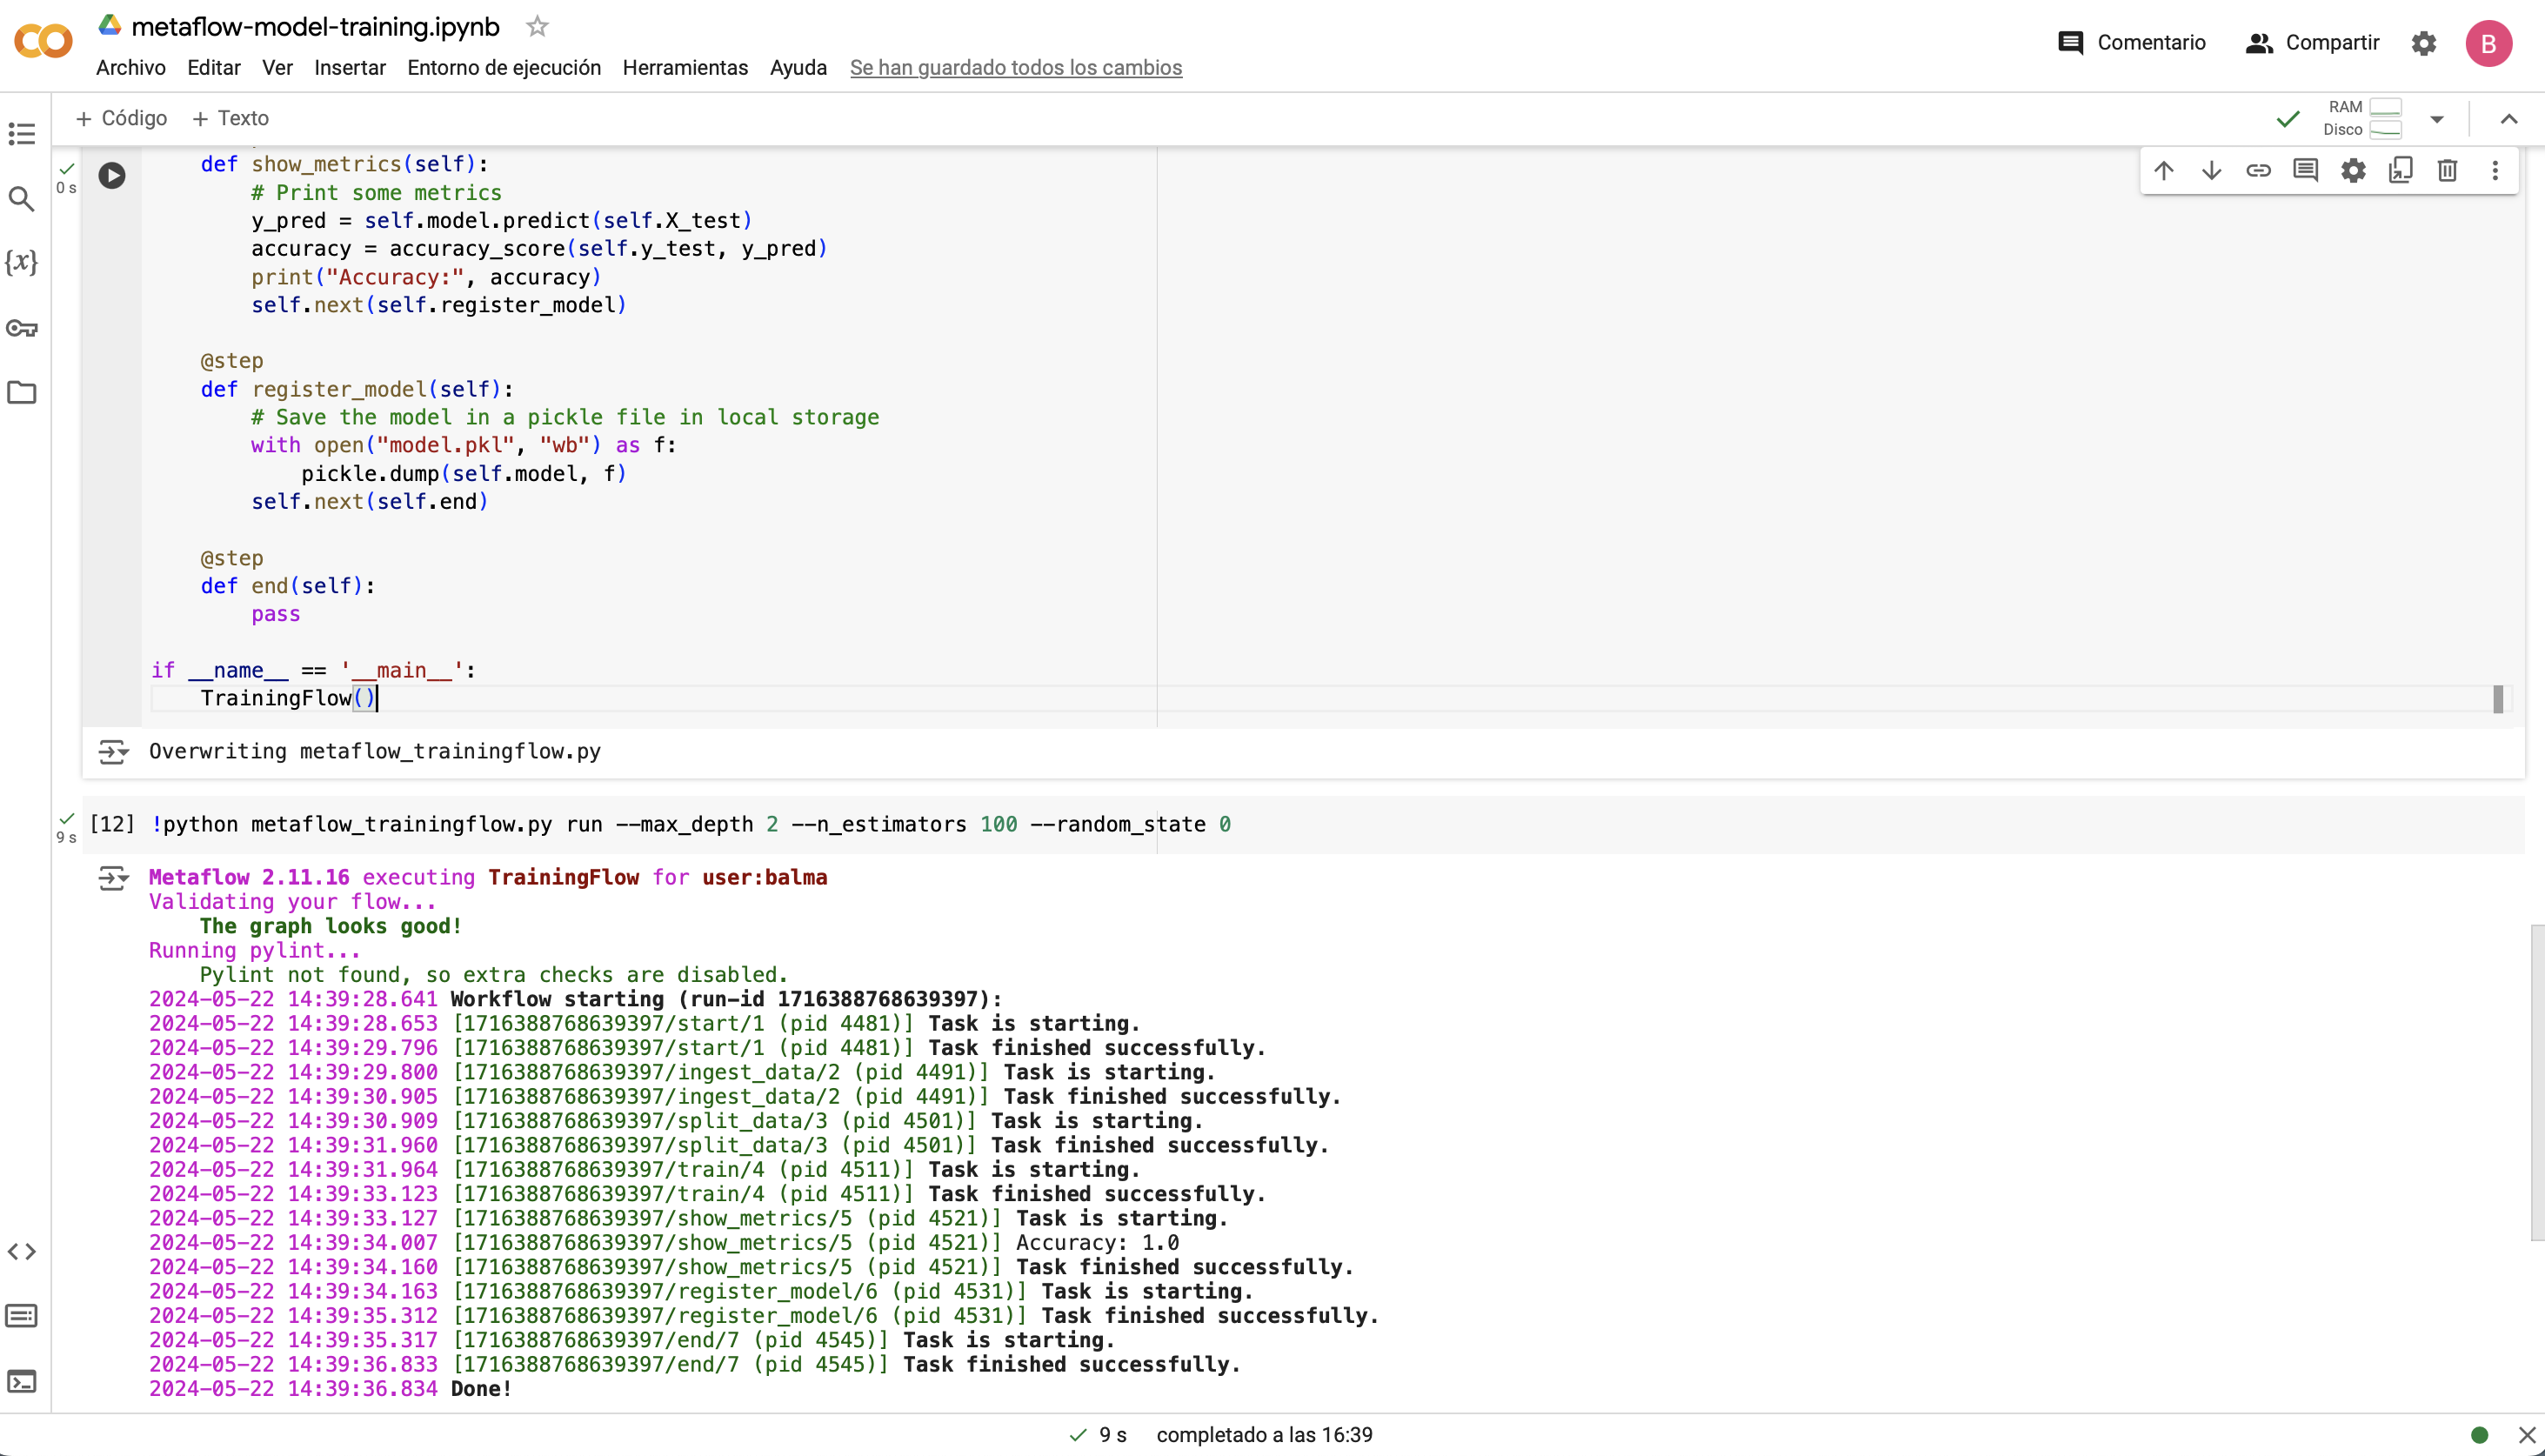 metaflow-model-training.ipynb
Comentario
Compartir
B
Archivo Editar Ver Insertar Entorno de ejecución Herramientas Ayuda Se han guardado todos los cambios
+ Código + Texto
RAM
Disco
0 s
{x}
def show_metrics(self):
# Print some metrics
y_pred = self.model.predict(self.X_test)
accuracy = accuracy_score(self.y_test, y_pred)
print("Accuracy:", accuracy)
self.next(self.register_model)
@step
def register_model(self):
# Save the model in a pickle file in local storage
with open("model.pkl", "wb") as f:
pickle.dump(self.model, f)
self.next(self.end)
@step
def end(self):
pass
if __name__ == '__main__':
TrainingFlow()
Overwriting metaflow_trainingflow.py
9 s
[12] !python metaflow_trainingflow.py run --max_depth 2 --n_estimators 100 --random_state 0
Metaflow 2.11.16 executing TrainingFlow for user:balma
Validating your flow...
The graph looks good!
Running pylint...
Pylint not found, so extra checks are disabled.
2024-05-22 14:39:28.641 Workflow starting (run-id 1716388768639397):
2024-05-22 14:39:28.653 [1716388768639397/start/1 (pid 4481)] Task is starting.
2024-05-22 14:39:29.796 [1716388768639397/start/1 (pid 4481)] Task finished successfully.
2024-05-22 14:39:29.800 [1716388768639397/ingest_data/2 (pid 4491)] Task is starting.
2024-05-22 14:39:30.905 [1716388768639397/ingest_data/2 (pid 4491)] Task finished successfully.
2024-05-22 14:39:30.909 [1716388768639397/split_data/3 (pid 4501)] Task is starting.
2024-05-22 14:39:31.960 [1716388768639397/split_data/3 (pid 4501)] Task finished successfully.
2024-05-22 14:39:31.964 [1716388768639397/train/4 (pid 4511)] Task is starting.
2024-05-22 14:39:33.123 [1716388768639397/train/4 (pid 4511)] Task finished successfully.
2024-05-22 14:39:33.127 [1716388768639397/show_metrics/5 (pid 4521)] Task is starting.
2024-05-22 14:39:34.007 [1716388768639397/show_metrics/5 (pid 4521)] Accuracy: 1.0
2024-05-22 14:39:34.160 [1716388768639397/show_metrics/5 (pid 4521)] Task finished successfully.
2024-05-22 14:39:34.163 [1716388768639397/register_model/6 (pid 4531)] Task is starting.
2024-05-22 14:39:35.312 [1716388768639397/register_model/6 (pid 4531)] Task finished successfully.
2024-05-22 14:39:35.317 [1716388768639397/end/7 (pid 4545)] Task is starting.
2024-05-22 14:39:36.833 [1716388768639397/end/7 (pid 4545)] Task finished successfully.
2024-05-22 14:39:36.834 Done!
9 s completado a las 16:39